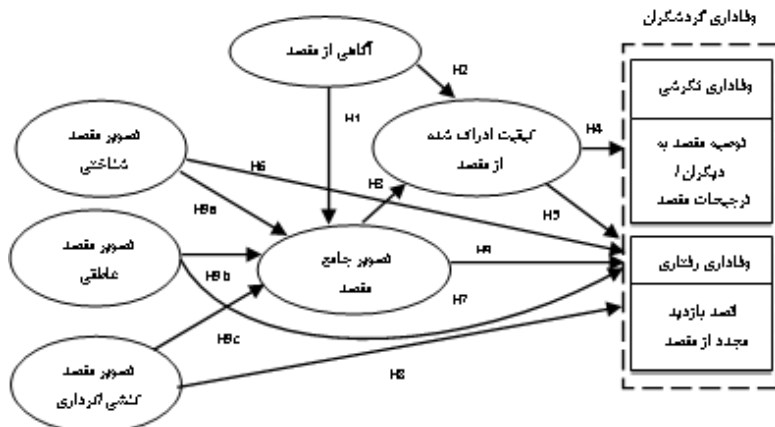 وفاداری گردشگران
آگاهی از مقصد
H2
وفاداری نگرشی
H1
تصویر مقصد
شناختی
کیفیت ادراک شده
از مقصد
H4
توصیه مقصد به
دیگران/
ترجیحات مقصد
H6
H3
H5
H9a
تصویر مقصد
عاطفی
H9b
تصویر جامع
مقصد
H7
وفاداری رفتاری
قصد بازدید
مجدد از مقصد
H9c
H8
تصویر مقصد
کنشی/کرداری